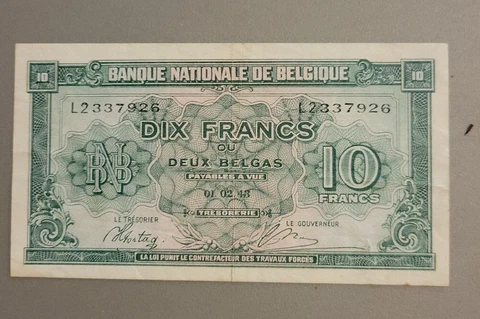 10 BANQUE NATIONALE DE BELGIQUE 10
L2337926 L2337926
DIX FRANCS
OU
DEUX BELGAS
PAYABLES A VUE
BNB
10
FRANCS
01.02.43
TRÉSORERIE
LE TRÉSORIER LE GOUVERNEUR
LA LOI PUNIT LE CONTREFACTEUR DES TRAVAUX FORCÉS